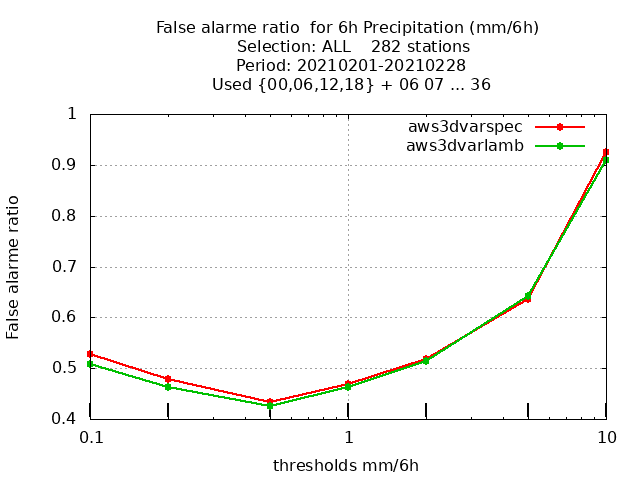 False alarme ratio  for 6h Precipitation (mm/6h)
Selection: ALL    282 stations
Period: 20210201-20210228
Used {00,06,12,18} + 06 07 ... 36
aws3dvarspec
aws3dvarlamb
1
0.9
0.8
0.7
0.6
0.5
0.4
False alarme ratio
0.1 1 10
thresholds mm/6h